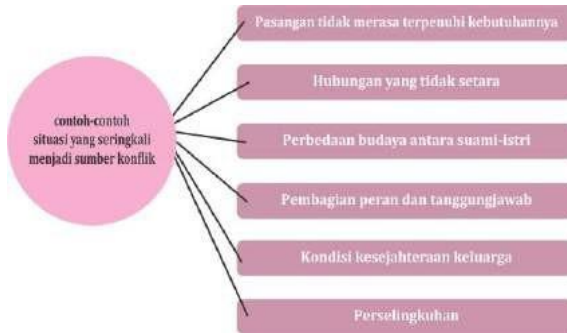 contoh-contoh
situasi yang seringkali
menjadi sumber konflik
Pasangan tidak merasa terpenuhi kebutuhannya
Hubungan yang tidak setara
Perbedaan budaya antara suami-istri
Pembagian peran dan tanggungjawab
Kondisi kesejahteraan keluarga
Perselingkuhan